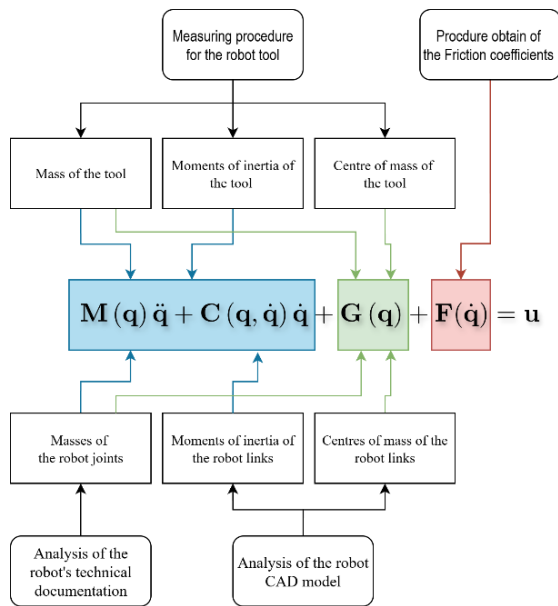 Measuring procedure
for the robot tool
Procdure obtain of
the Friction coefficients
Mass of the tool
Moments of inertia of
the tool
Centre of mass of
the tool
M (q) q̈ + C (q, q̇) q̇ + G (q) + F(q̇) = u
Masses of
the robot joints
Moments of inertia of
the robot links
Centres of mass of the
robot links
Analysis of the
robot's technical
documentation
Analysis of the robot
CAD model